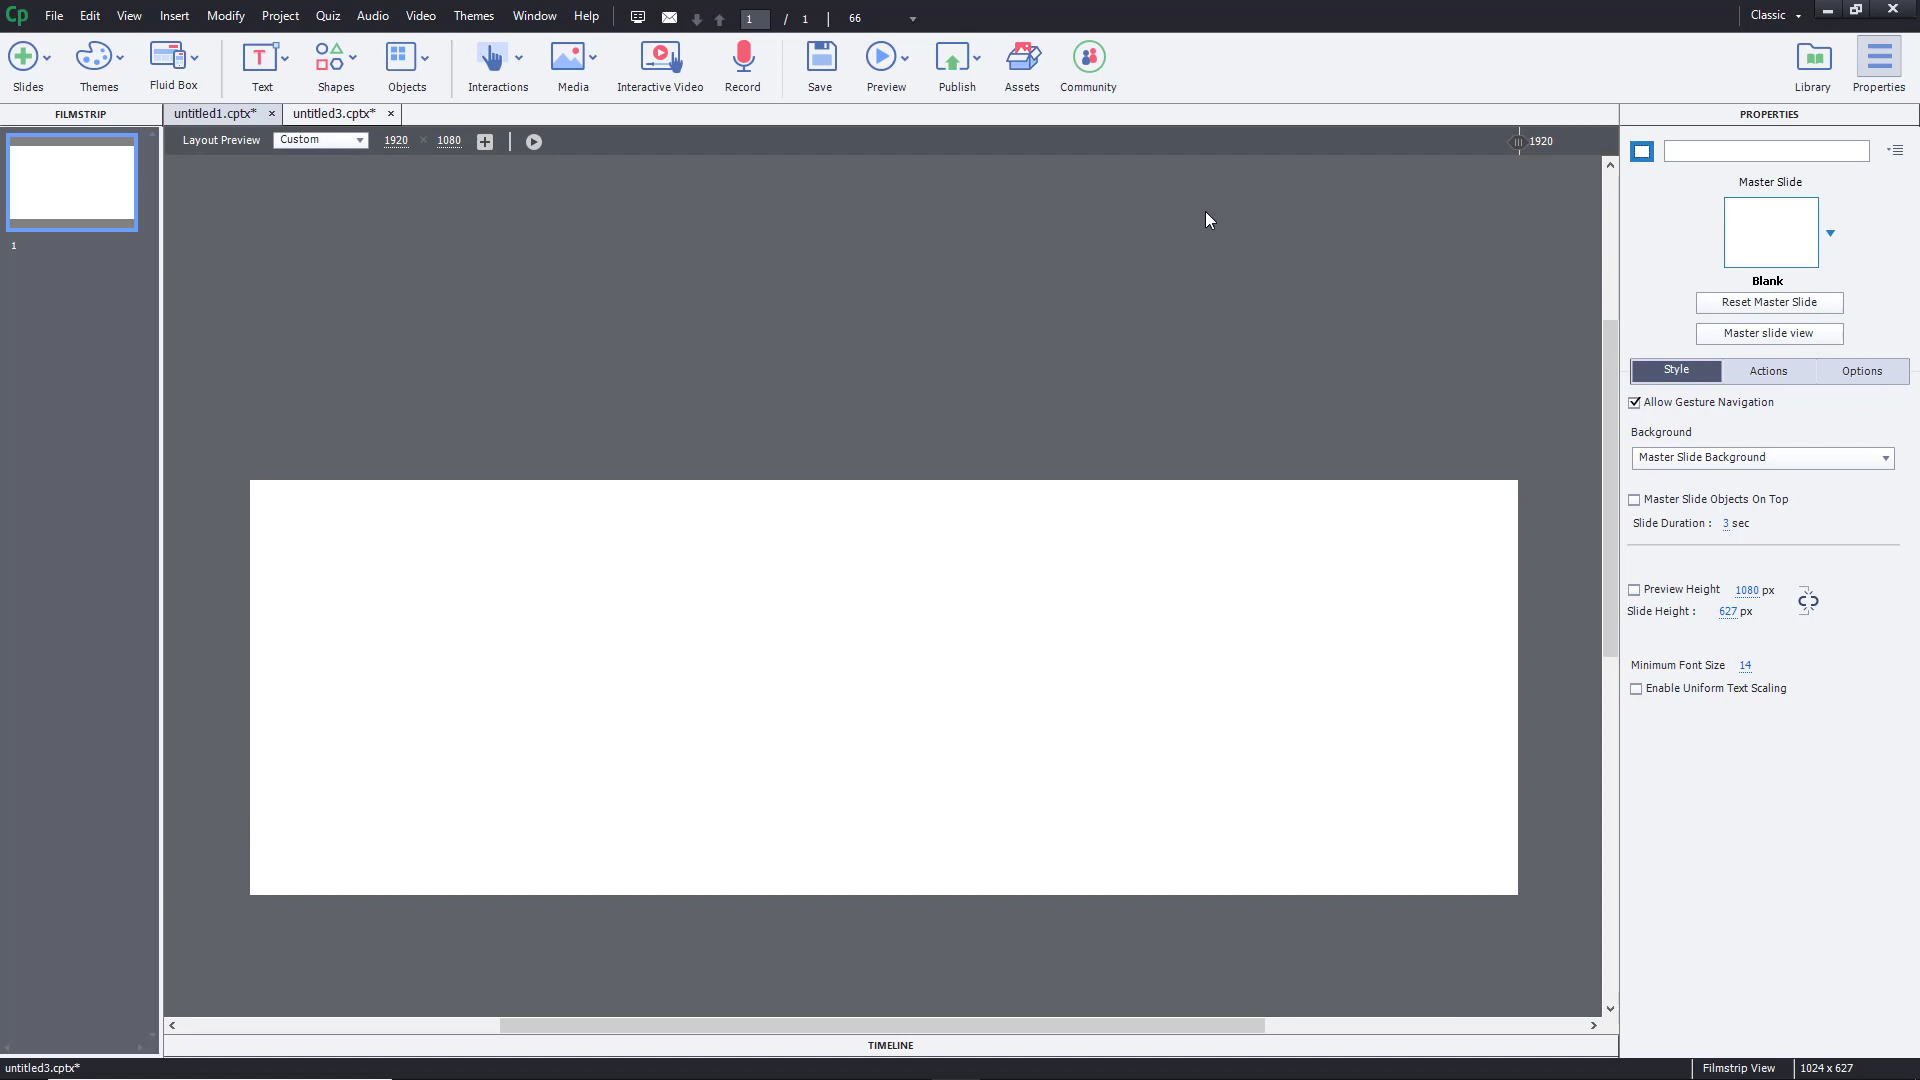 Cp File Edit View Insert Modify Project Quiz Audio Video Themes Window Help 1 / 1 66 Classic
Slides Themes Fluid Box Text Shapes Objects Interactions Media Interactive Video Record Save Preview Publish Assets Community Library Properties
FILMSTRIP untitled1.cptx* × untitled3.cptx* × PROPERTIES
Layout Preview Custom 1920 × 1080 1920
Master Slide
1
Blank
Reset Master Slide
Master slide view
Style Actions Options
Allow Gesture Navigation
Background
Master Slide Background
Master Slide Objects On Top
Slide Duration : 3 sec
Preview Height 1080 px
Slide Height : 627 px
Minimum Font Size 14
Enable Uniform Text Scaling
TIMELINE
untitled3.cptx* Filmstrip View 1024 x 627